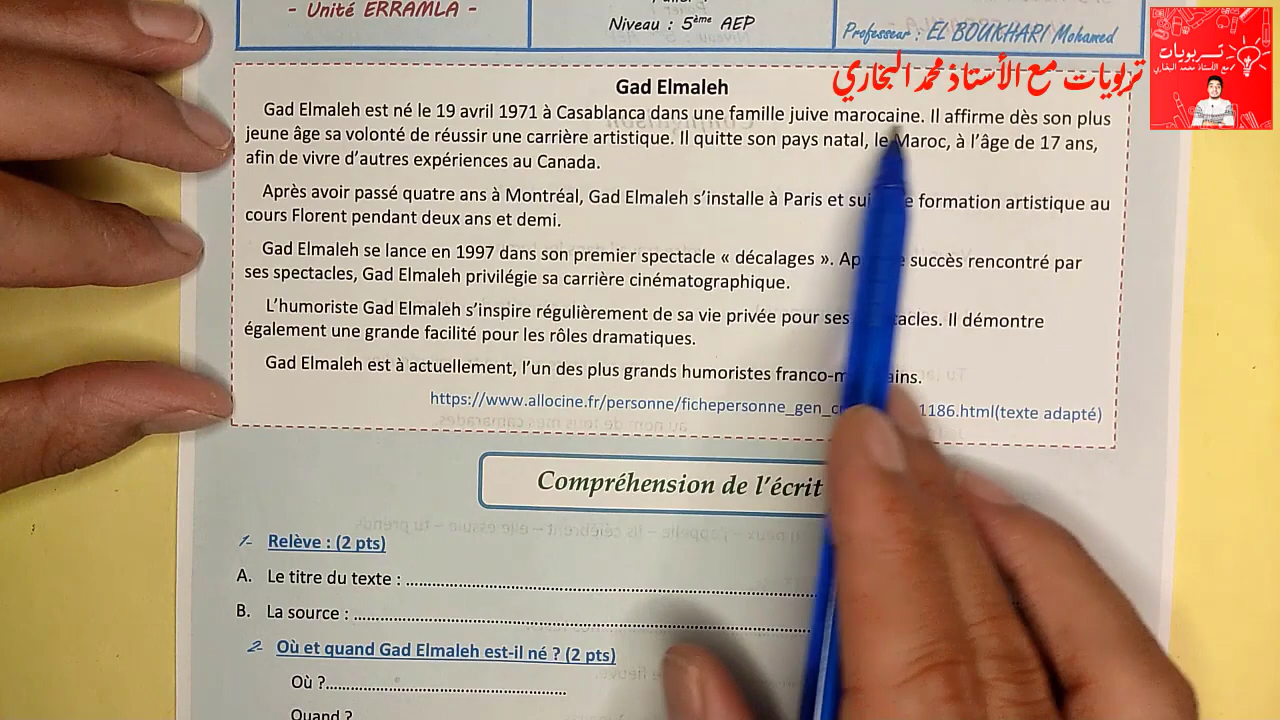 - Unité ERRAMLA -
Niveau : 5ème AEP
Professeur : EL BOUKHARI Mohamed
تربويات مع الأستاذ محمد البخاري
تــربويات
مع الأستاذ محمد البخاري
Gad Elmaleh
Gad Elmaleh est né le 19 avril 1971 à Casablanca dans une famille juive marocaine. Il affirme dès son plus
jeune âge sa volonté de réussir une carrière artistique. Il quitte son pays natal, le Maroc, à l'âge de 17 ans,
afin de vivre d'autres expériences au Canada.
Après avoir passé quatre ans à Montréal, Gad Elmaleh s'installe à Paris et formation artistique au
cours Florent pendant deux ans et demi.
Gad Elmaleh se lance en 1997 dans son premier spectacle « décalages ». succès rencontré par
ses spectacles, Gad Elmaleh privilégie sa carrière cinématographique.
L'humoriste Gad Elmaleh s'inspire régulièrement de sa vie privée pour ses Il démontre
également une grande facilité pour les rôles dramatiques.
Gad Elmaleh est à actuellement, l'un des plus grands humoristes
https://www.allocine.fr/personne/fichepersonne_gen_c 1186.html(texte adapté)
Compréhension de l'écrit
1- Relève : (2 pts)
A. Le titre du texte : ..............................
B. La source : ..............................
2- Où et quand Gad Elmaleh est-il né ? (2 pts)
Où ?..............................
Quand ?